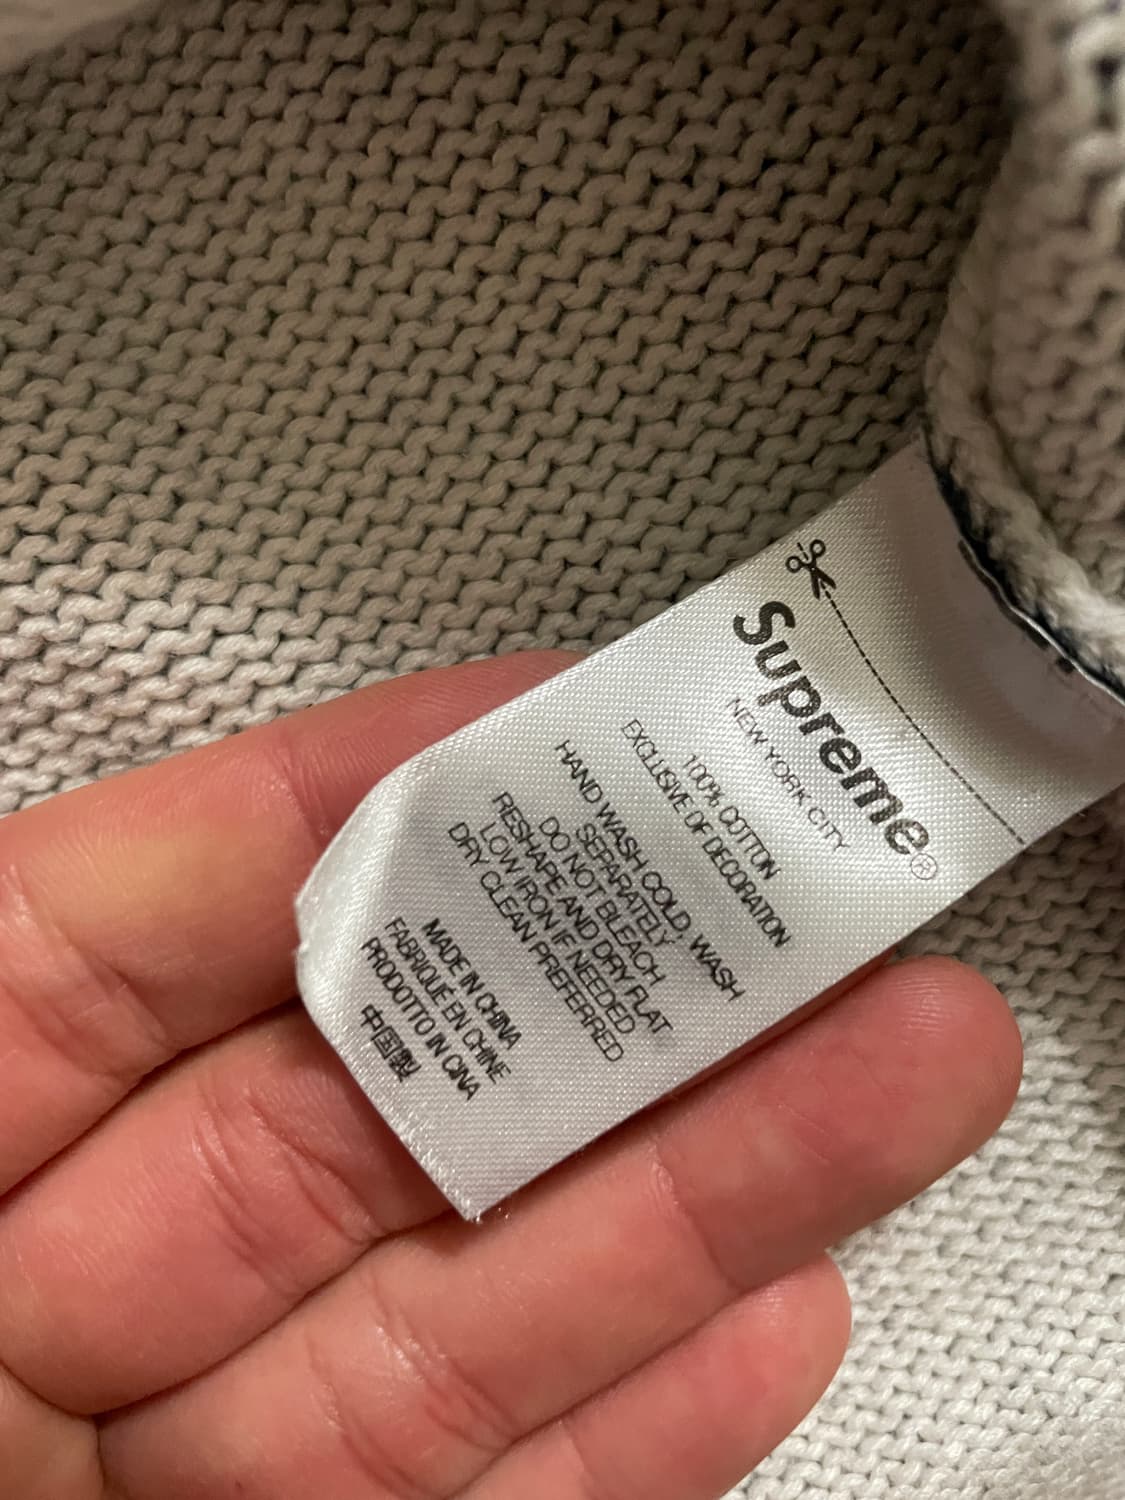 Supreme®
NEW YORK CITY
100% COTTON
EXCLUSIVE OF DECORATION
HAND WASH COLD, WASH
SEPARATELY
DO NOT BLEACH
RESHAPE AND DRY FLAT
LOW IRON IF NEEDED
DRY CLEAN PREFERRED
MADE IN CHINA
FABRIQUÉ EN CHINE
PRODOTTO IN CINA
中国製